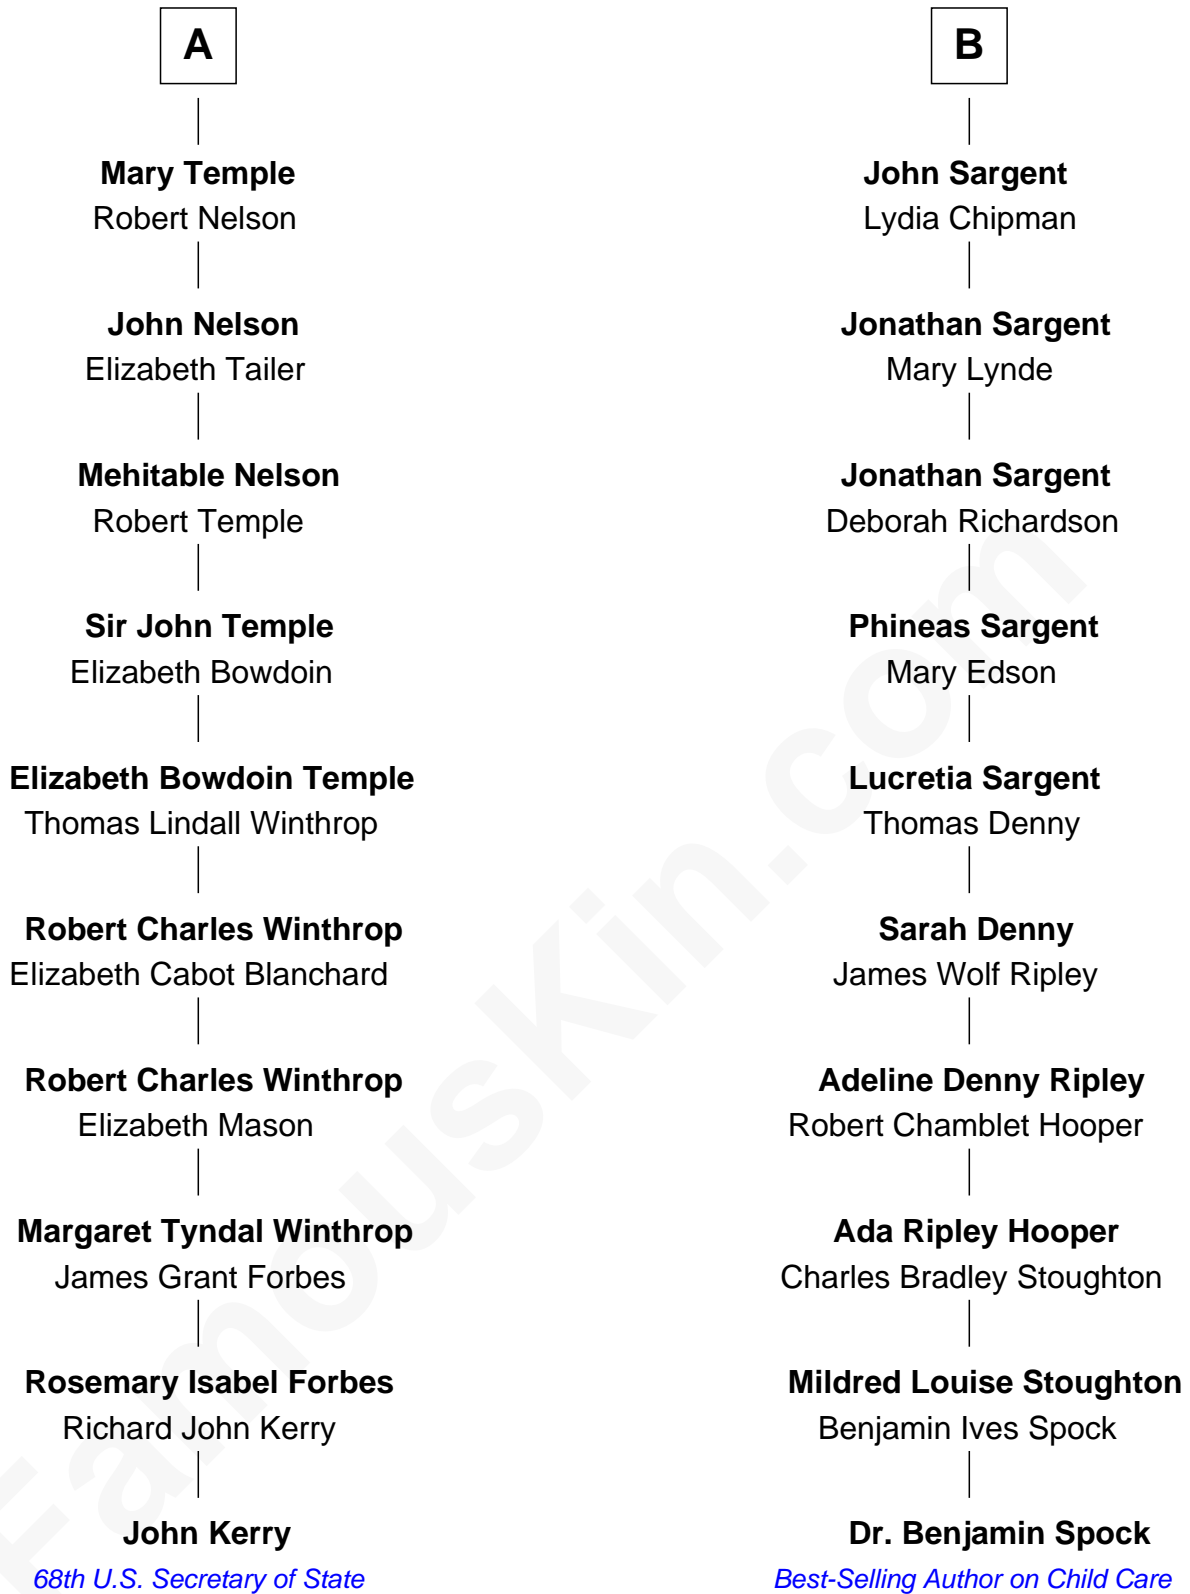 A
Mary Temple
Robert Nelson
John Nelson
Elizabeth Tailer
Mehitable Nelson
Robert Temple
Sir John Temple
Elizabeth Bowdoin
Elizabeth Bowdoin Temple
Thomas Lindall Winthrop
Robert Charles Winthrop
Elizabeth Cabot Blanchard
Robert Charles Winthrop
Elizabeth Mason
Margaret Tyndal Winthrop
James Grant Forbes
Rosemary Isabel Forbes
Richard John Kerry
John Kerry
68th U.S. Secretary of State
B
John Sargent
Lydia Chipman
Jonathan Sargent
Mary Lynde
Jonathan Sargent
Deborah Richardson
Phineas Sargent
Mary Edson
Lucretia Sargent
Thomas Denny
Sarah Denny
James Wolf Ripley
Adeline Denny Ripley
Robert Chamblet Hooper
Ada Ripley Hooper
Charles Bradley Stoughton
Mildred Louise Stoughton
Benjamin Ives Spock
Dr. Benjamin Spock
Best-Selling Author on Child Care
FamousKin.com